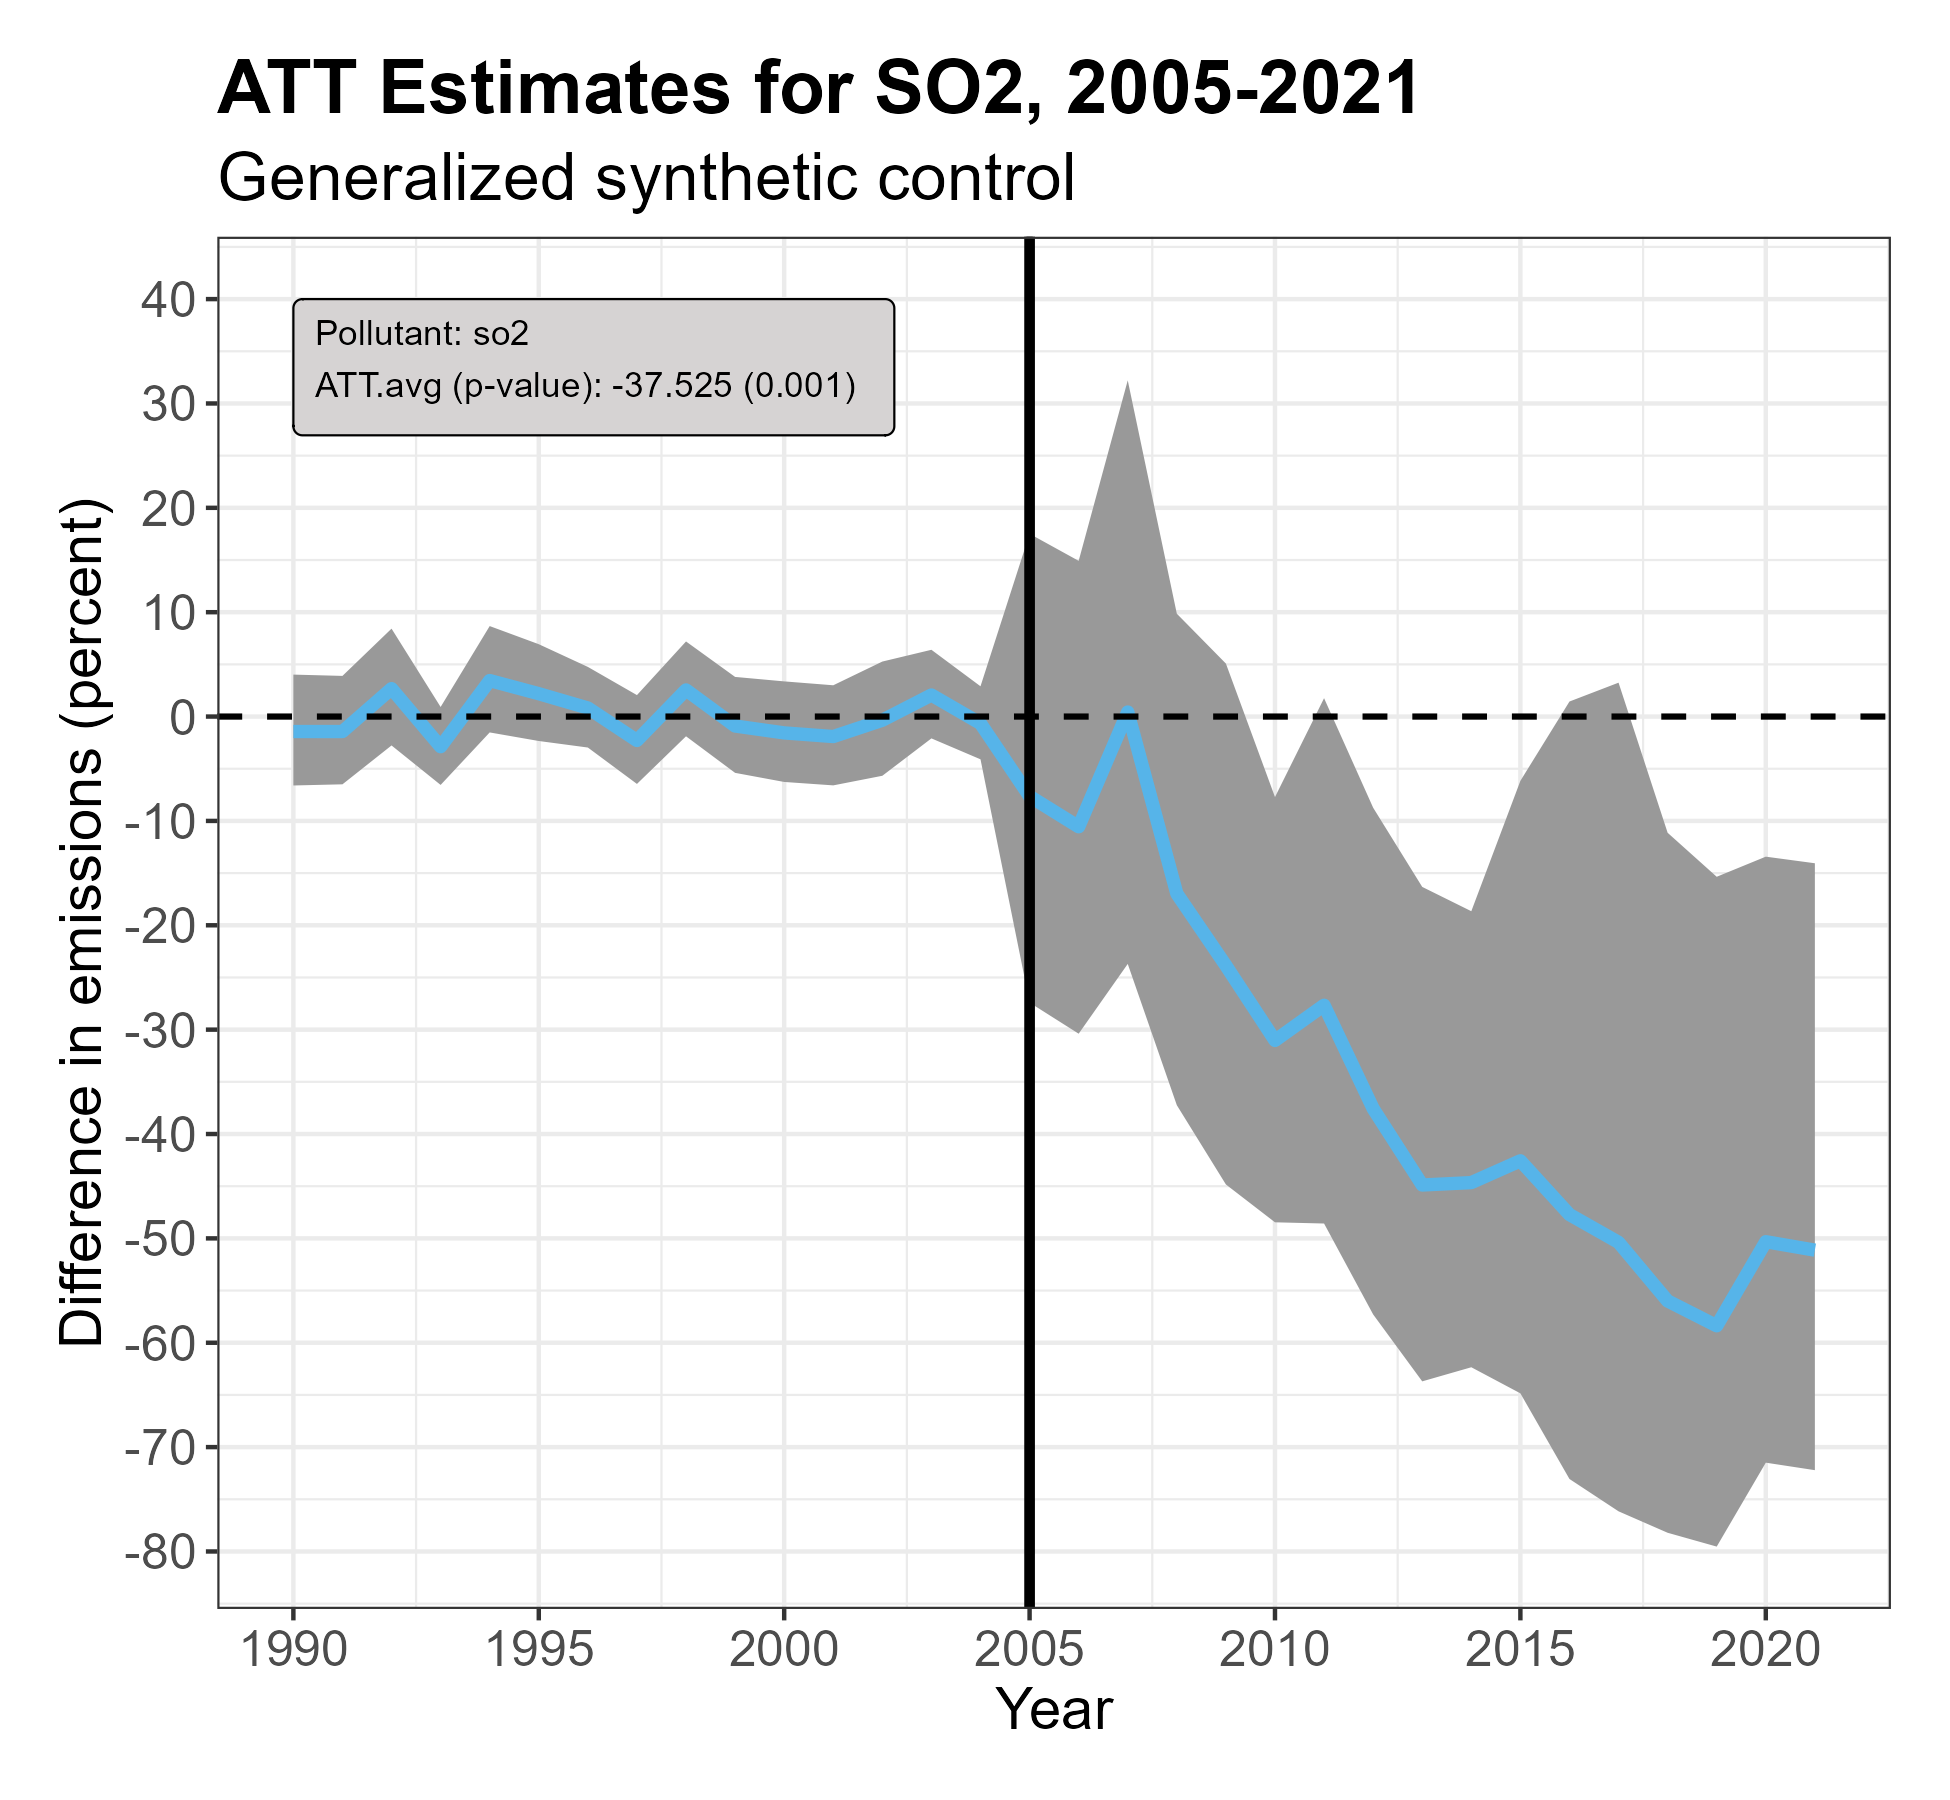 ATT Estimates for SO2, 2005-2021
Generalized synthetic control
Pollutant: so2
ATT.avg (p-value): -37.525 (0.001)
Difference in emissions (percent)
40
30
20
10
0
-10
-20
-30
-40
-50
-60
-70
-80
1990 1995 2000 2005 2010 2015 2020
Year